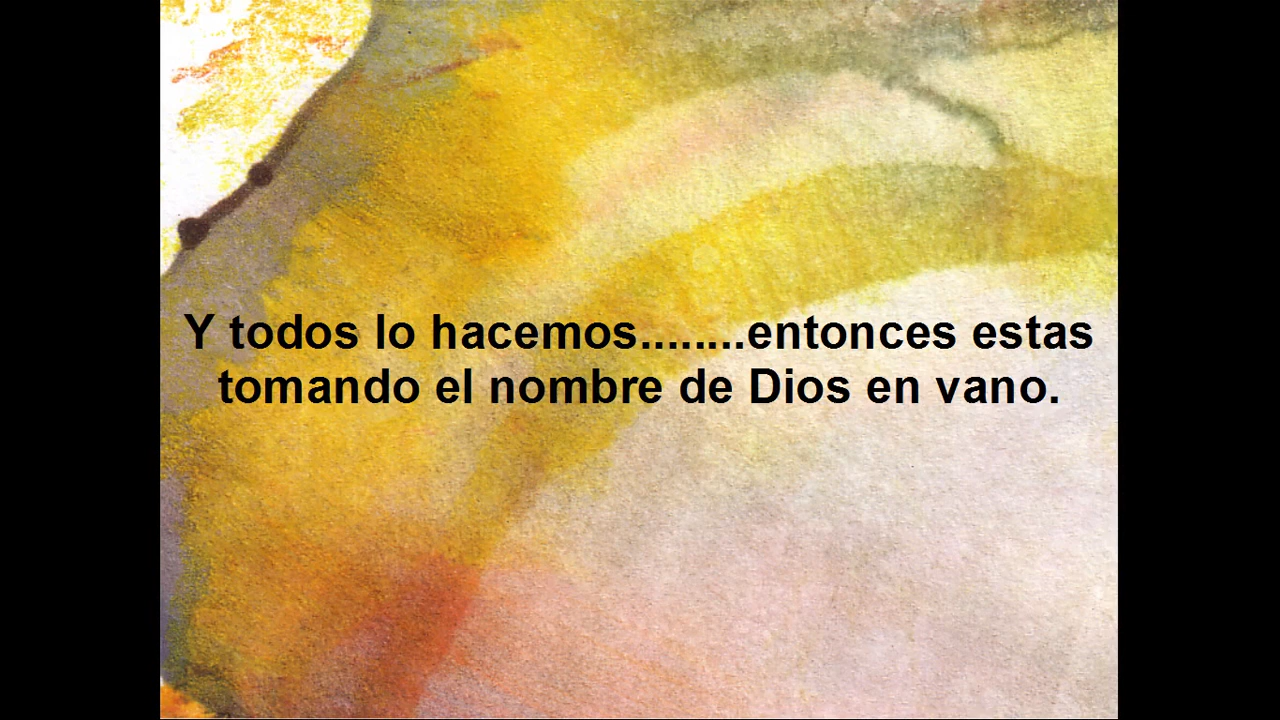 Y todos lo hacemos........entonces estas
tomando el nombre de Dios en vano.